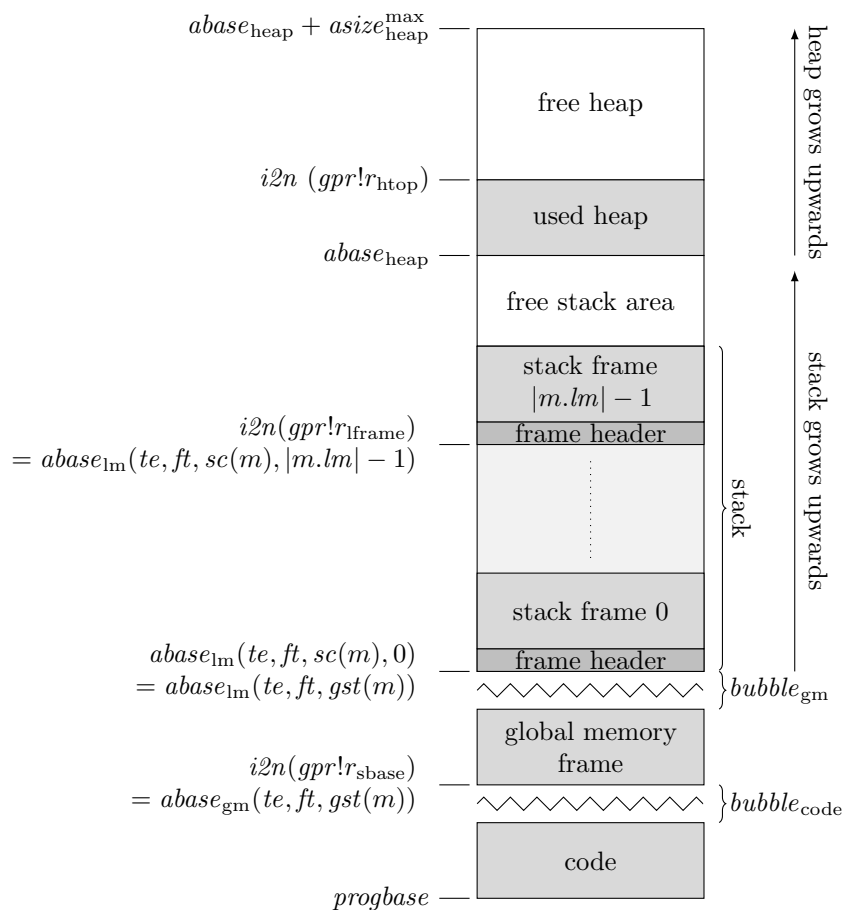 abase_heap + asize_heap^max
free heap
heap grows upwards
i2n (gpr!r_htop)
used heap
abase_heap
free stack area
stack frame
|m.lm| − 1
i2n(gpr!r_lframe)
= abase_lm(te, ft, sc(m), |m.lm| − 1)
frame header
stack
stack grows upwards
stack frame 0
abase_lm(te, ft, sc(m), 0)
= abase_lm(te, ft, gst(m))
frame header
bubble_gm
global memory
frame
i2n(gpr!r_sbase)
= abase_gm(te, ft, gst(m))
bubble_code
code
progbase